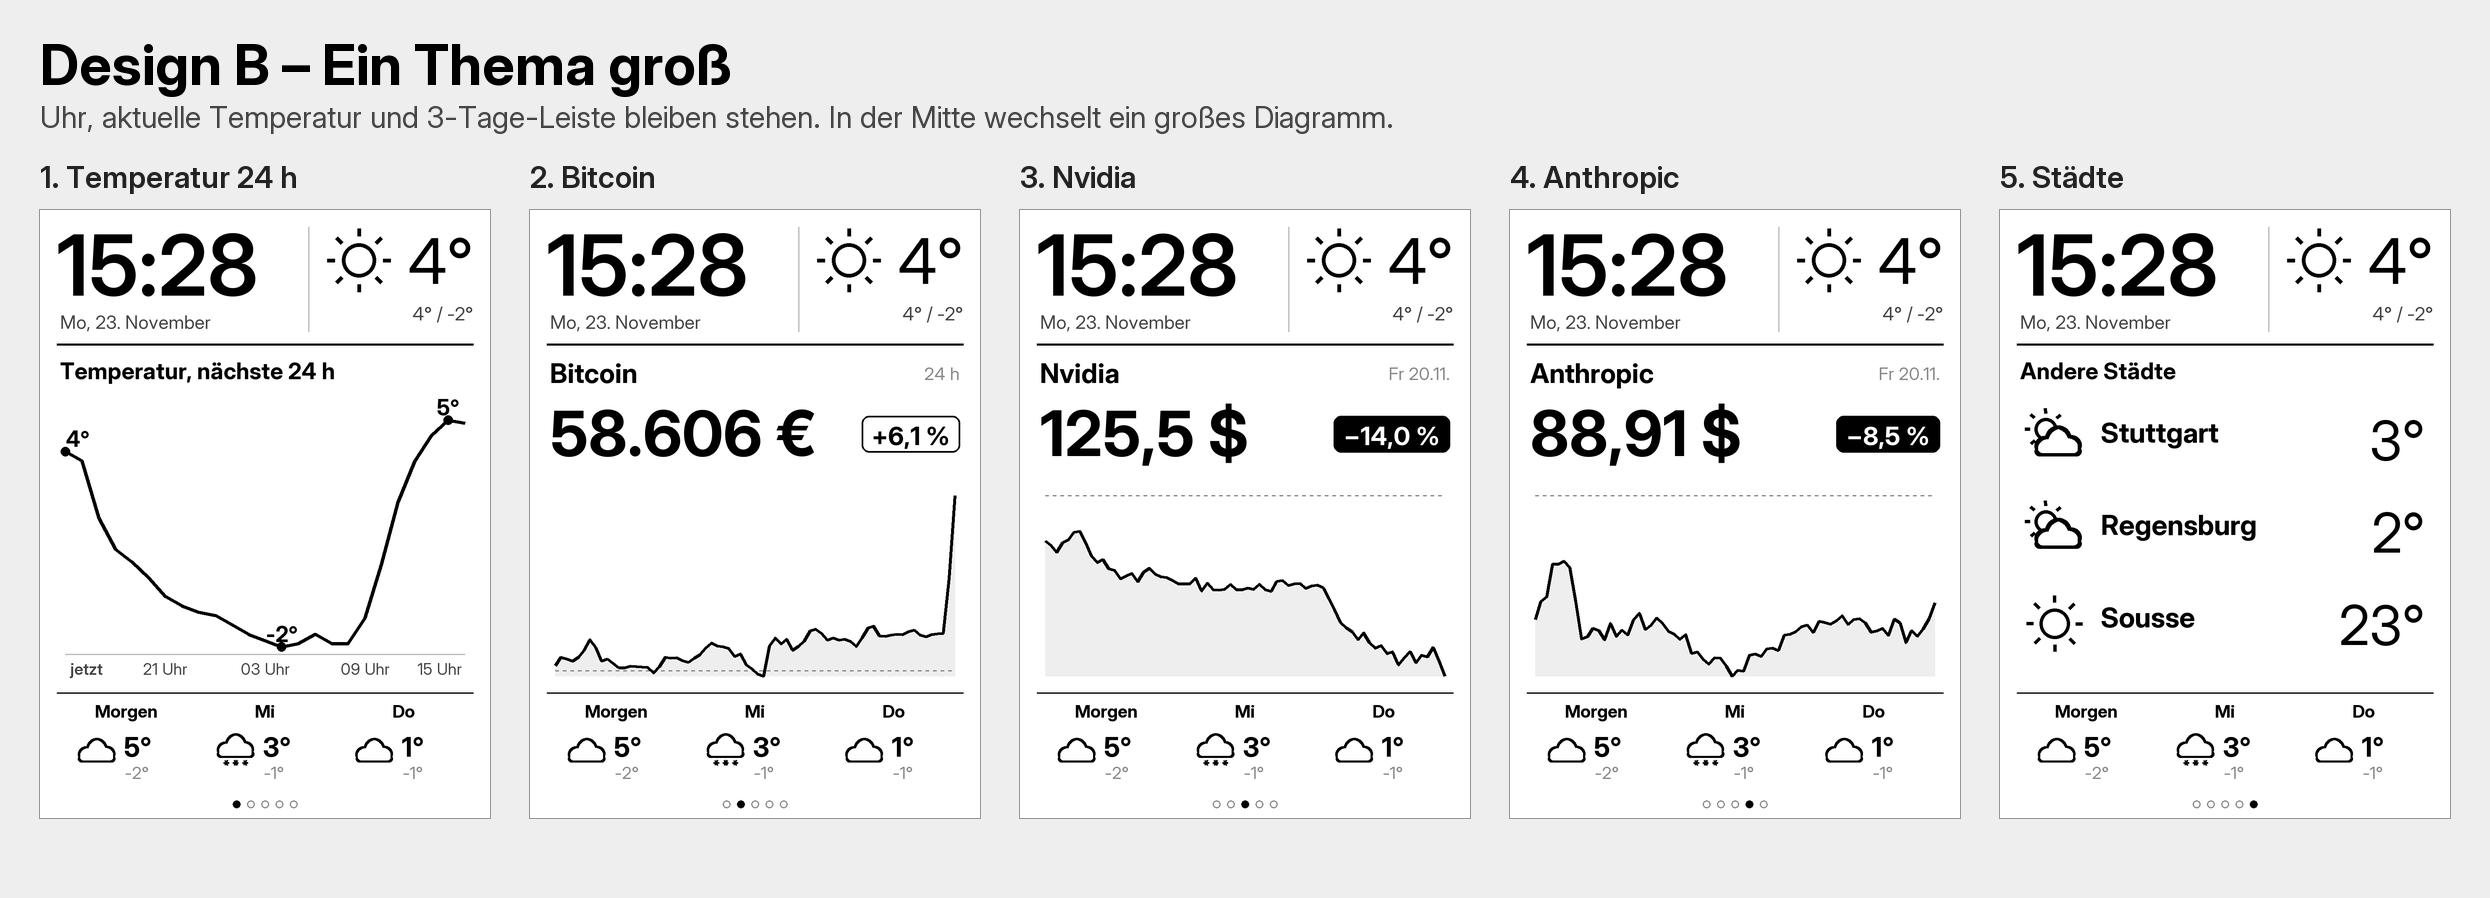 Design B – Ein Thema groß
Uhr, aktuelle Temperatur und 3-Tage-Leiste bleiben stehen. In der Mitte wechselt ein großes Diagramm.
1. Temperatur 24 h
15:28
4°
Mo, 23. November
4° / -2°
Temperatur, nächste 24 h
5°
4°
-2°
jetzt 21 Uhr 03 Uhr 09 Uhr 15 Uhr
Morgen Mi Do
5° 3° 1°
-2° -1° -1°
2. Bitcoin
15:28
4°
Mo, 23. November
4° / -2°
Bitcoin 24 h
58.606 € +6,1 %
Morgen Mi Do
5° 3° 1°
-2° -1° -1°
3. Nvidia
15:28
4°
Mo, 23. November
4° / -2°
Nvidia Fr 20.11.
125,5 $ −14,0 %
Morgen Mi Do
5° 3° 1°
-2° -1° -1°
4. Anthropic
15:28
4°
Mo, 23. November
4° / -2°
Anthropic Fr 20.11.
88,91 $ −8,5 %
Morgen Mi Do
5° 3° 1°
-2° -1° -1°
5. Städte
15:28
4°
Mo, 23. November
4° / -2°
Andere Städte
Stuttgart 3°
Regensburg 2°
Sousse 23°
Morgen Mi Do
5° 3° 1°
-2° -1° -1°